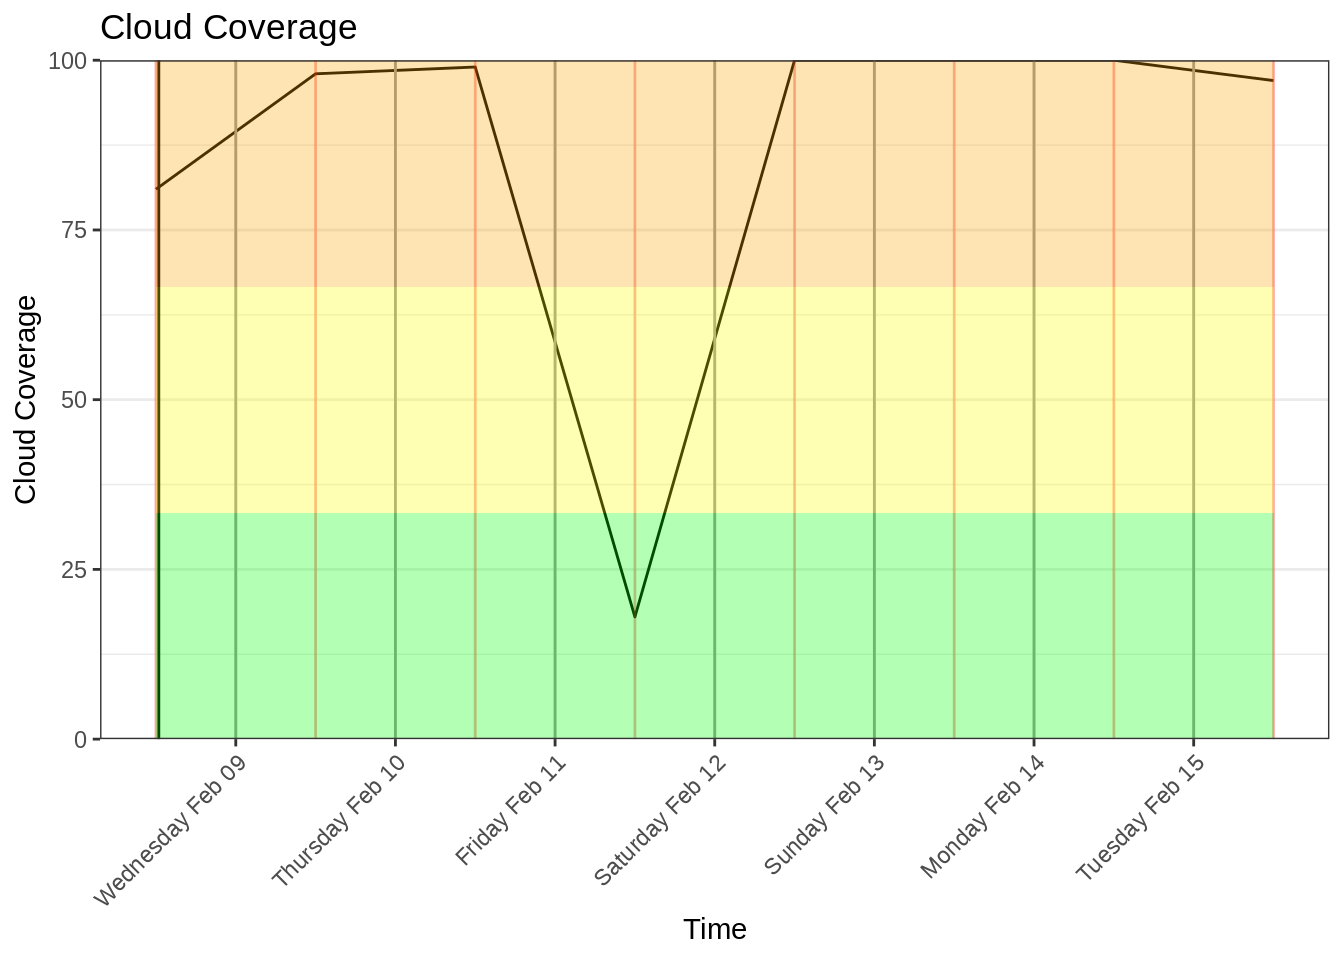 Cloud Coverage
100
75
50
25
0
Cloud Coverage
Wednesday Feb 09
Thursday Feb 10
Friday Feb 11
Saturday Feb 12
Sunday Feb 13
Monday Feb 14
Tuesday Feb 15
Time